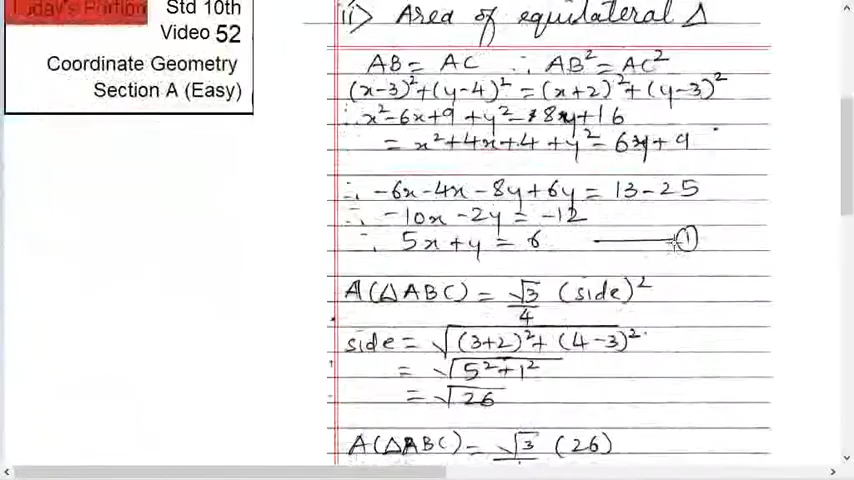 Today's Portion
Std 10th
Video 52
Coordinate Geometry
Section A (Easy)
ii) Area of equilateral Δ
AB = AC ∴ AB² = AC²
(x-3)²+(y-4)² = (x+2)²+(y-3)²
∴ x²-6x+9 +y²-8y+16
= x²+4x+4+y²-6y+9
∴ -6x-4x-8y+6y = 13-25
∴ -10x-2y = -12
∴ 5x+y = 6 ——— ①
A(△ABC) = √3/4 (side)²
side = √(3+2)²+(4-3)²
= √5²+1²
= √26
A(△ABC) = √3 (26)